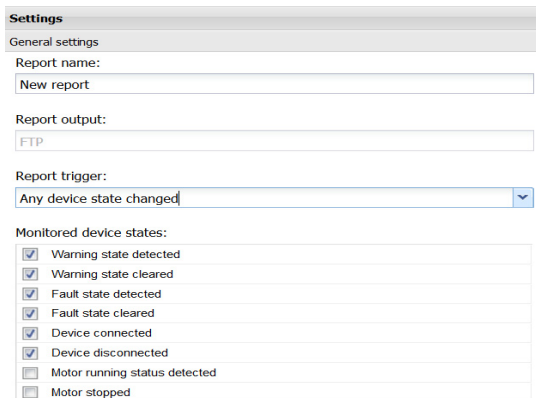 Settings
General settings
Report name:
New report
Report output:
FTP
Report trigger:
Any device state changed
Monitored device states:
Warning state detected
Warning state cleared
Fault state detected
Fault state cleared
Device connected
Device disconnected
Motor running status detected
Motor stopped